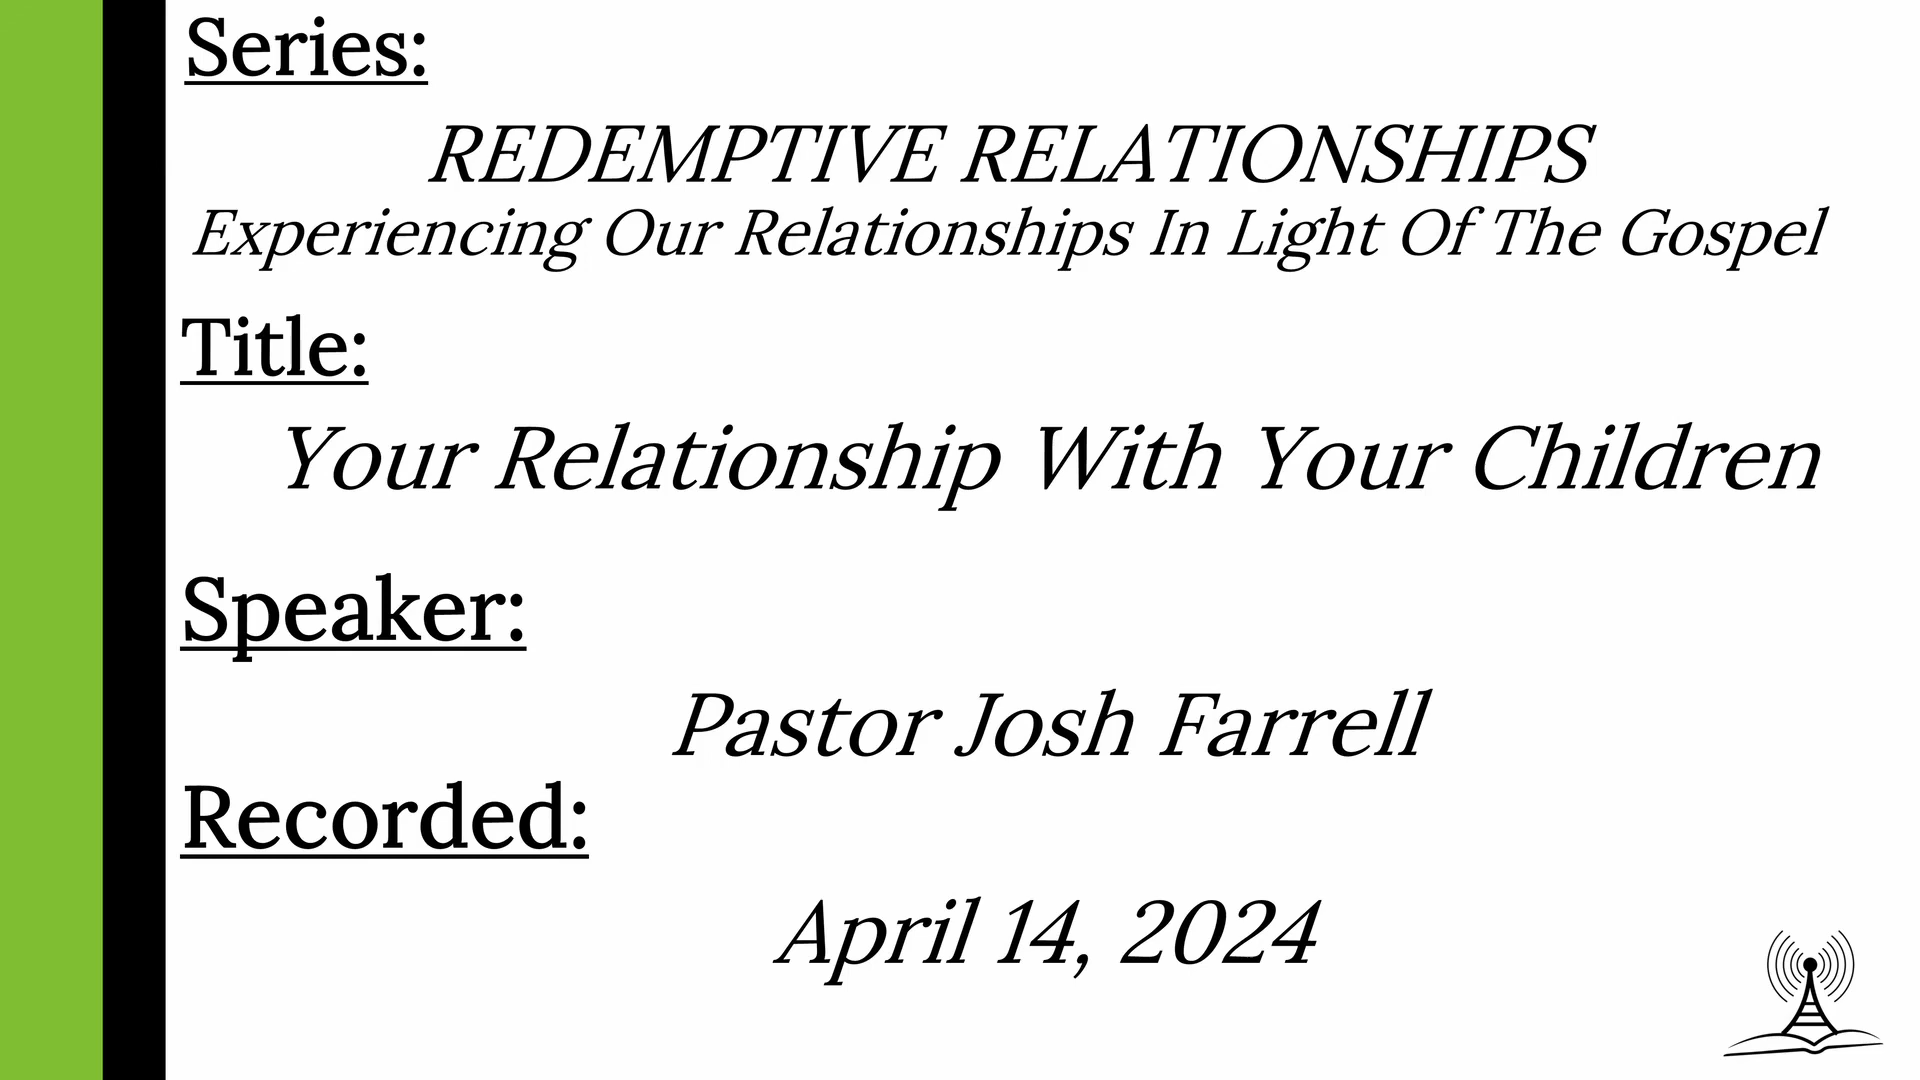 Series:
REDEMPTIVE RELATIONSHIPS
Experiencing Our Relationships In Light Of The Gospel
Title:
Your Relationship With Your Children
Speaker:
Pastor Josh Farrell
Recorded:
April 14, 2024